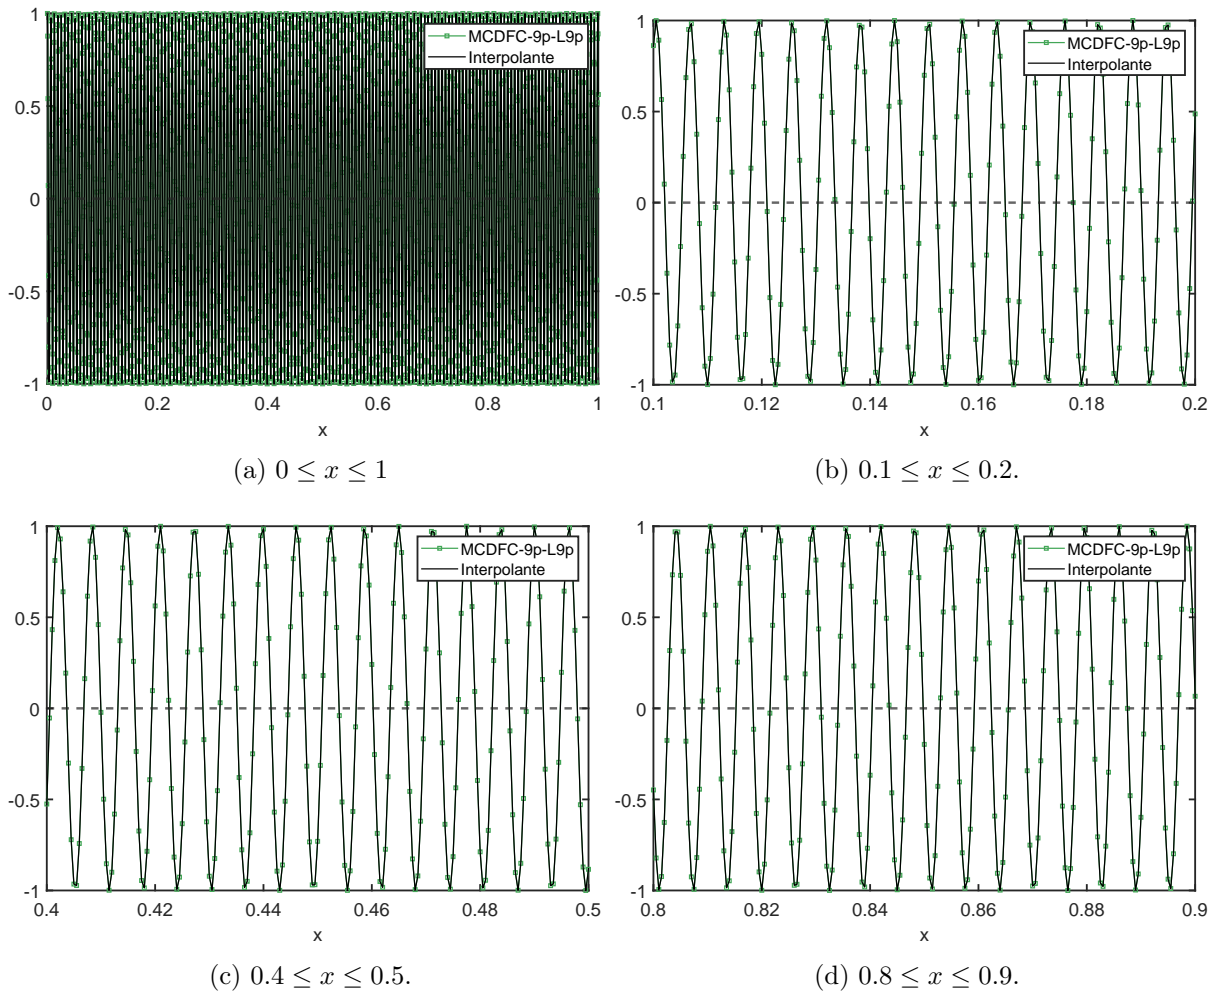 1
0.5
0
-0.5
-1
MCDFC-9p-L9p
Interpolante
0 0.2 0.4 0.6 0.8 1
x
(a) 0 ≤ x ≤ 1
1
0.5
0
-0.5
-1
MCDFC-9p-L9p
Interpolante
0.1 0.12 0.14 0.16 0.18 0.2
x
(b) 0.1 ≤ x ≤ 0.2.
1
0.5
0
-0.5
-1
MCDFC-9p-L9p
Interpolante
0.4 0.42 0.44 0.46 0.48 0.5
x
(c) 0.4 ≤ x ≤ 0.5.
1
0.5
0
-0.5
-1
MCDFC-9p-L9p
Interpolante
0.8 0.82 0.84 0.86 0.88 0.9
x
(d) 0.8 ≤ x ≤ 0.9.